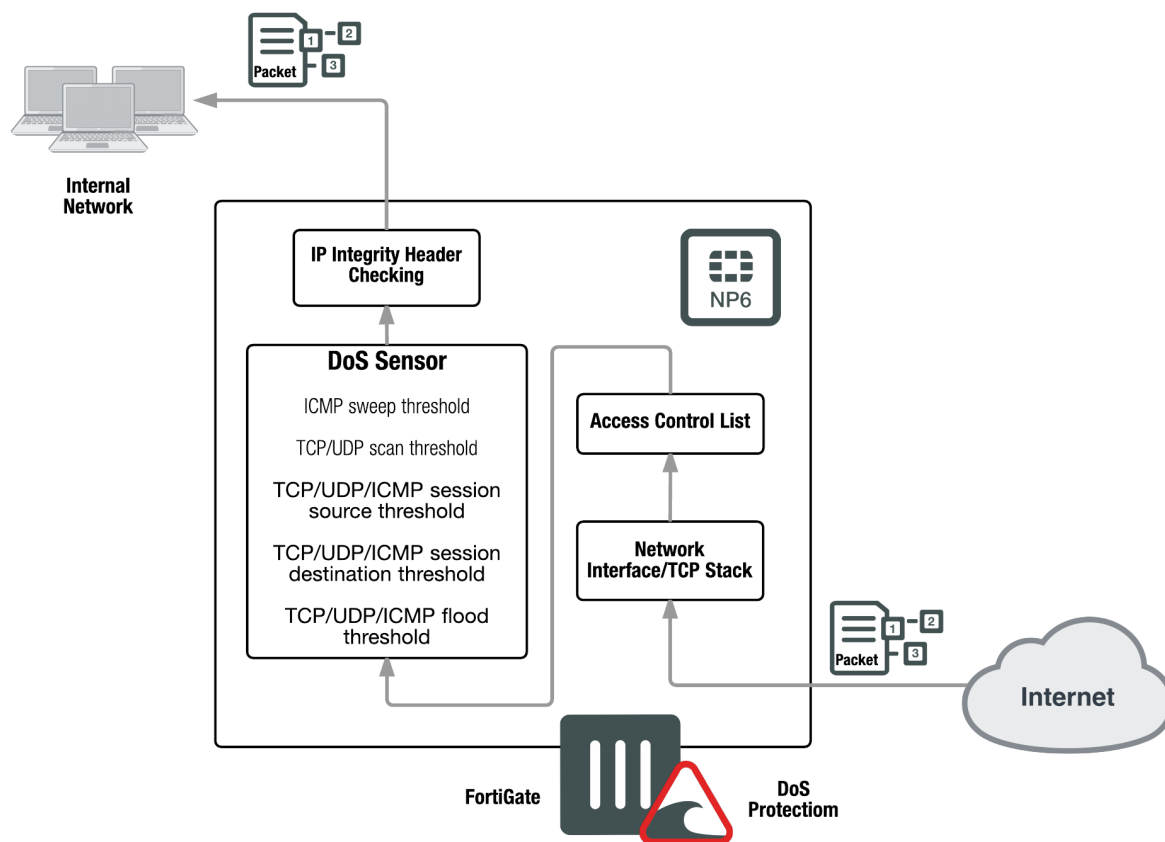 1
2
3
Packet
Internal
Network
IP Integrity Header
Checking
NP6
DoS Sensor
ICMP sweep threshold
TCP/UDP scan threshold
TCP/UDP/ICMP session
source threshold
TCP/UDP/ICMP session
destination threshold
TCP/UDP/ICMP flood
threshold
Access Control List
Network
Interface/TCP Stack
1
2
3
Packet
Internet
FortiGate
DoS
Protectiom